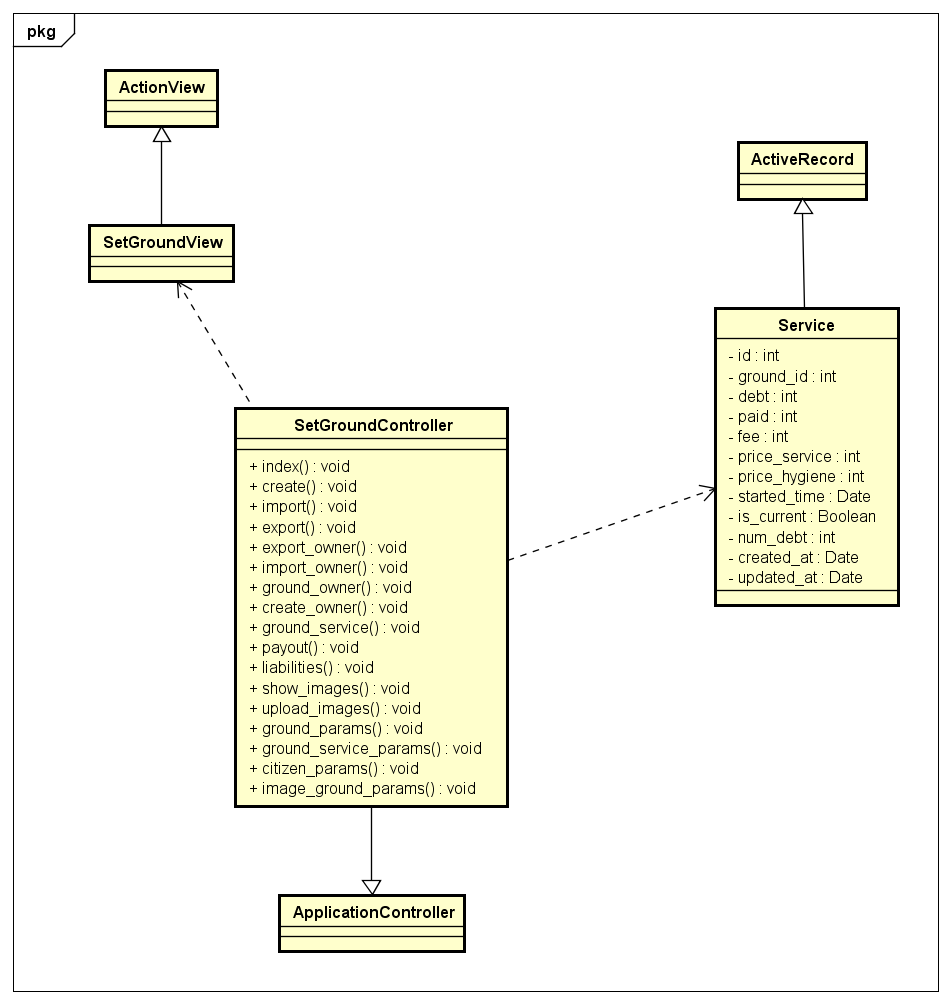 pkg
ActionView
ActiveRecord
SetGroundView
Service
- id : int
- ground_id : int
- debt : int
- paid : int
- fee : int
- price_service : int
- price_hygiene : int
- started_time : Date
- is_current : Boolean
- num_debt : int
- created_at : Date
- updated_at : Date
SetGroundController
+ index() : void
+ create() : void
+ import() : void
+ export() : void
+ export_owner() : void
+ import_owner() : void
+ ground_owner() : void
+ create_owner() : void
+ ground_service() : void
+ payout() : void
+ liabilities() : void
+ show_images() : void
+ upload_images() : void
+ ground_params() : void
+ ground_service_params() : void
+ citizen_params() : void
+ image_ground_params() : void
ApplicationController